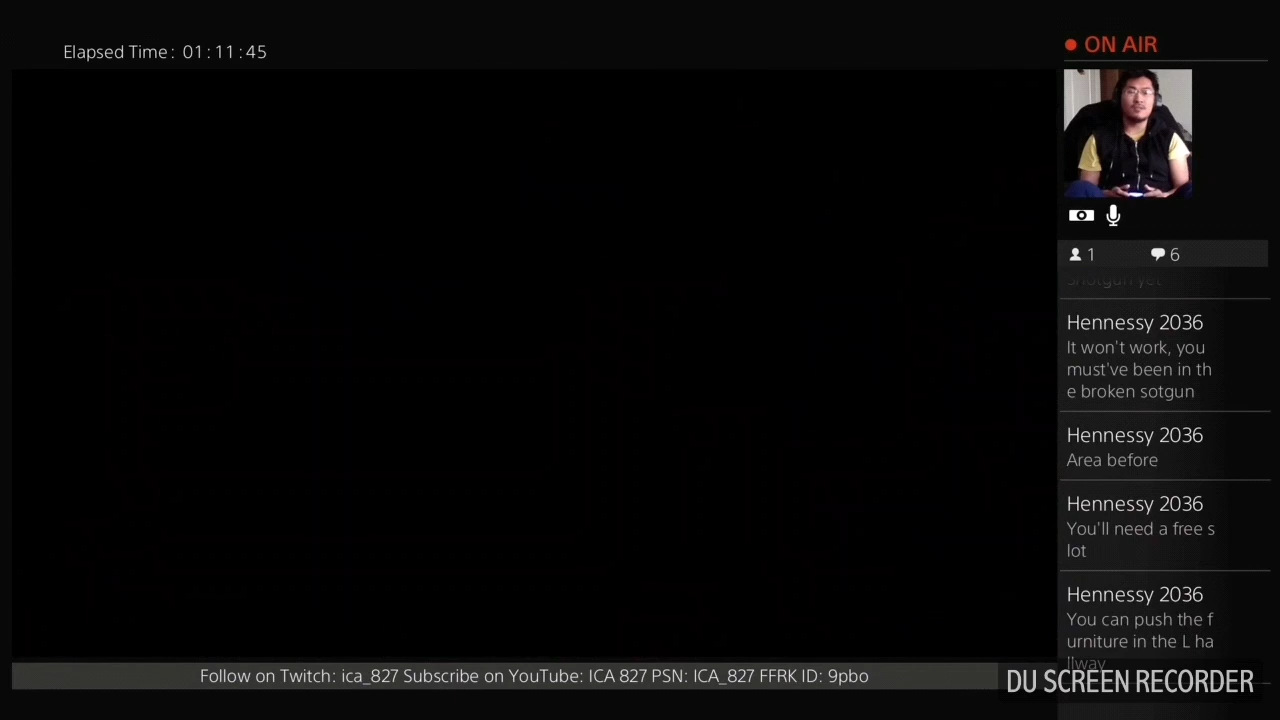 Elapsed Time: 01:11:45
ON AIR
1 6
shotgun yet
Hennessy 2036
It won't work, you
must've been in th
e broken sotgun
Hennessy 2036
Area before
Hennessy 2036
You'll need a free s
lot
Hennessy 2036
You can push the f
urniture in the L ha
llway
Follow on Twitch: ica_827 Subscribe on YouTube: ICA 827 PSN: ICA_827 FFRK ID: 9pbo
DU SCREEN RECORDER